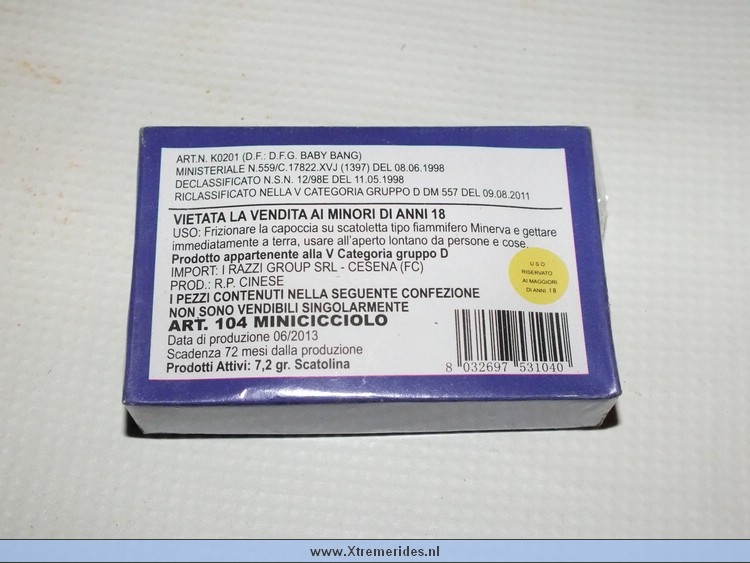 ART.N. K0201 (D.F.: D.F.G. BABY BANG)
MINISTERIALE N.559/C.17822.XVJ (1397) DEL 08.06.1998
DECLASSIFICATO N.S.N. 12/98E DEL 11.05.1998
RICLASSIFICATO NELLA V CATEGORIA GRUPPO D DM 557 DEL 09.08.2011
VIETATA LA VENDITA AI MINORI DI ANNI 18
USO: Frizionare la capoccia su scatoletta tipo fiammifero Minerva e gettare
immediatamente a terra, usare all'aperto lontano da persone e cose.
Prodotto appartenente alla V Categoria gruppo D
IMPORT: I RAZZI GROUP SRL - CESENA (FC)
PROD.: R.P. CINESE
I PEZZI CONTENUTI NELLA SEGUENTE CONFEZIONE
NON SONO VENDIBILI SINGOLARMENTE
ART. 104 MINICICCIOLO
Data di produzione 06/2013
Scadenza 72 mesi dalla produzione
Prodotti Attivi: 7,2 gr. Scatolina
USO
RISERVATO
AI MAGGIORI
DI ANNI. 18
8 032697 531040
www.Xtremerides.nl